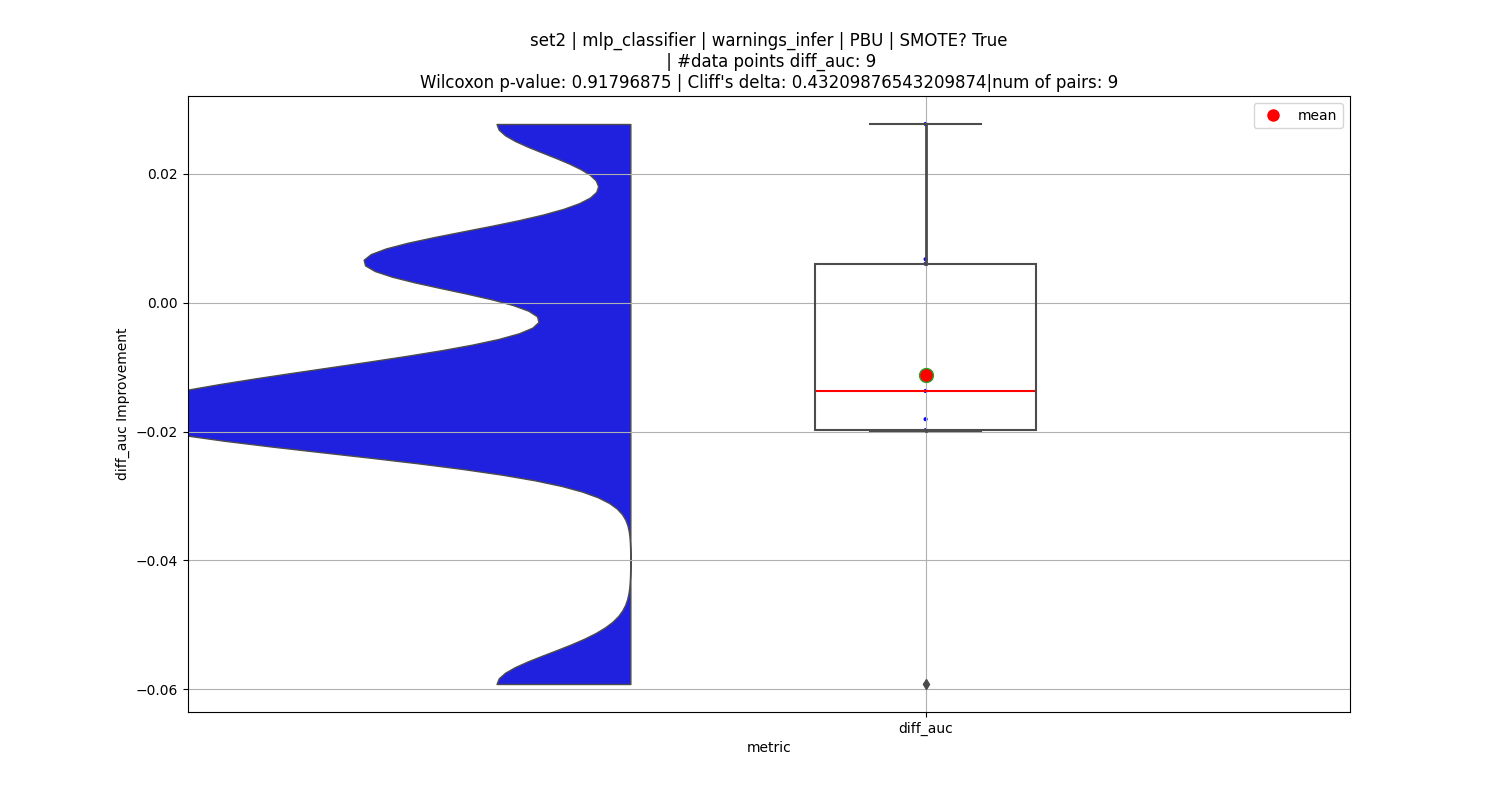 set2 | mlp_classifier | warnings_infer | PBU | SMOTE? True
| #data points diff_auc: 9
Wilcoxon p-value: 0.91796875 | Cliff's delta: 0.43209876543209874|num of pairs: 9
mean
0.02
0.00
−0.02
−0.04
−0.06
diff_auc Improvement
diff_auc
metric